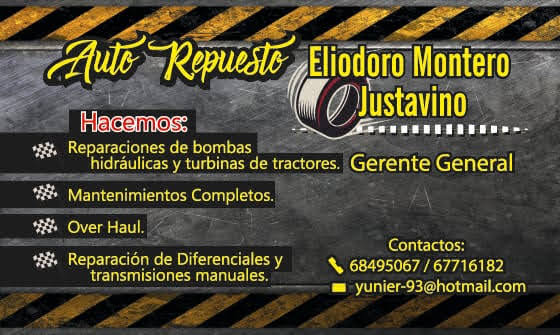 Auto Repuesto
Eliodoro Montero
Justavino
Gerente General
Hacemos:
Reparaciones de bombas
hidráulicas y turbinas de tractores.
Mantenimientos Completos.
Over Haul.
Reparación de Diferenciales y
transmisiones manuales.
Contactos:
68495067 / 67716182
yunier-93@hotmail.com